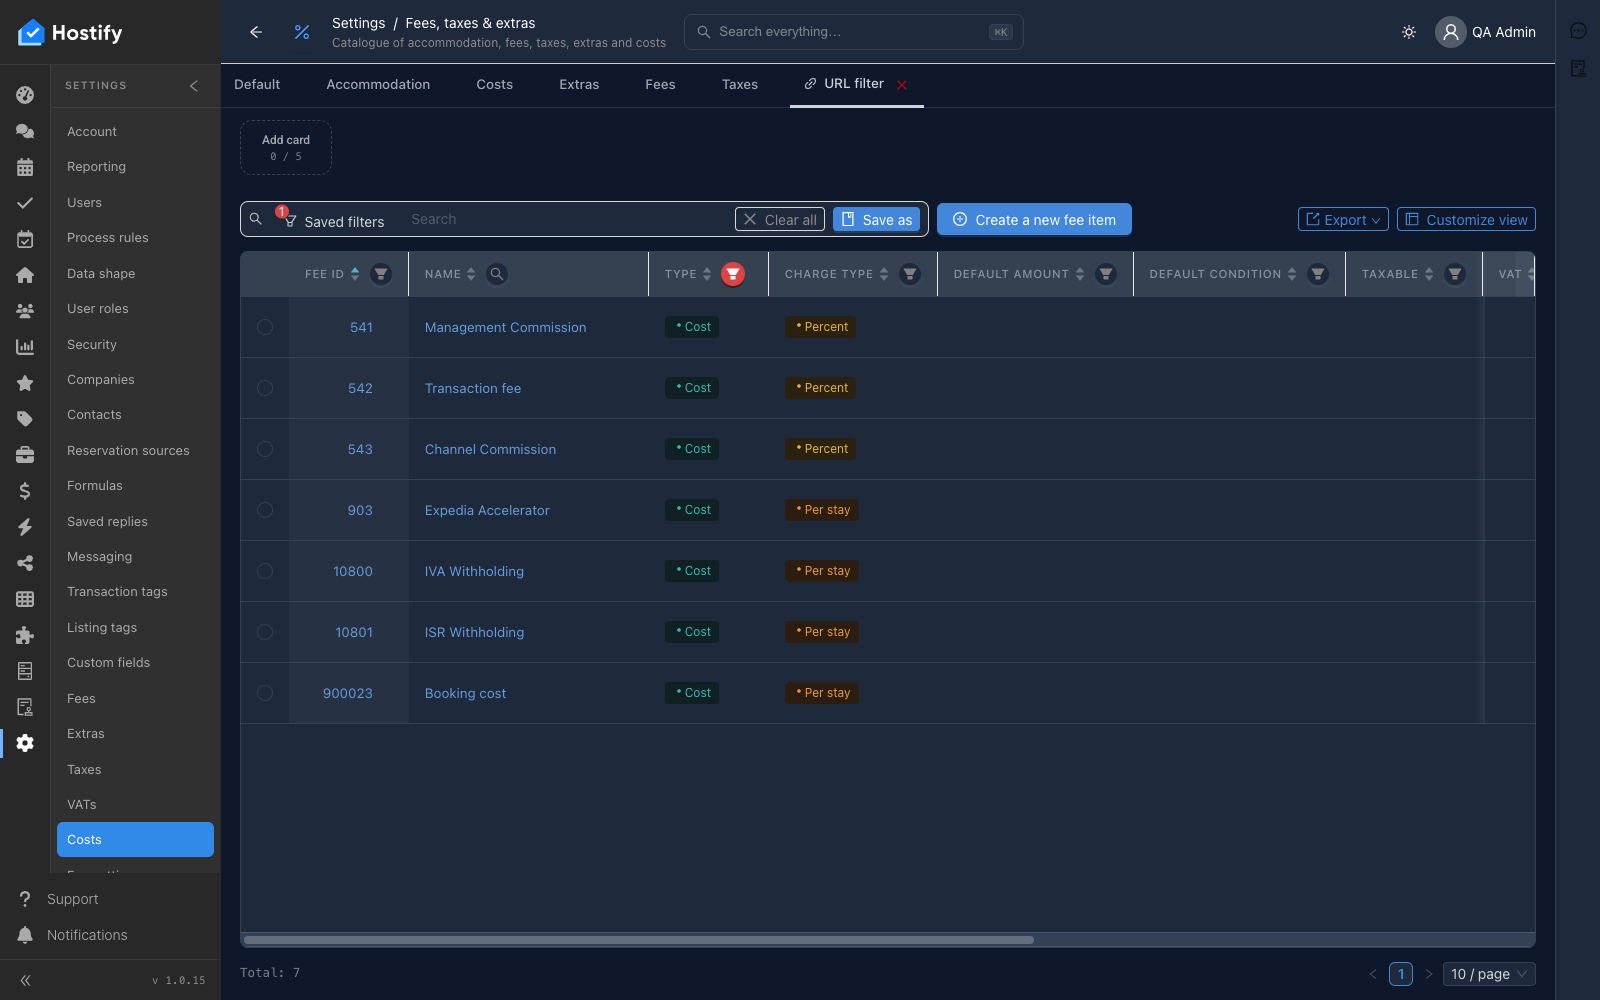 Hostify
Settings / Fees, taxes & extras
Catalogue of accommodation, fees, taxes, extras and costs
Search everything…
⌘K
QA Admin
SETTINGS
Account
Reporting
Users
Process rules
Data shape
User roles
Security
Companies
Contacts
Reservation sources
Formulas
Saved replies
Messaging
Transaction tags
Listing tags
Custom fields
Fees
Extras
Taxes
VATs
Costs
Support
Notifications
v 1.0.15
Default
Accommodation
Costs
Extras
Fees
Taxes
URL filter
Add card
0 / 5
1
Saved filters
Search
Clear all
Save as
Create a new fee item
Export
Customize view
FEE ID NAME TYPE CHARGE TYPE DEFAULT AMOUNT DEFAULT CONDITION TAXABLE VAT
541 Management Commission Cost Percent
542 Transaction fee Cost Percent
543 Channel Commission Cost Percent
903 Expedia Accelerator Cost Per stay
10800 IVA Withholding Cost Per stay
10801 ISR Withholding Cost Per stay
900023 Booking cost Cost Per stay
Total: 7
1
10 / page